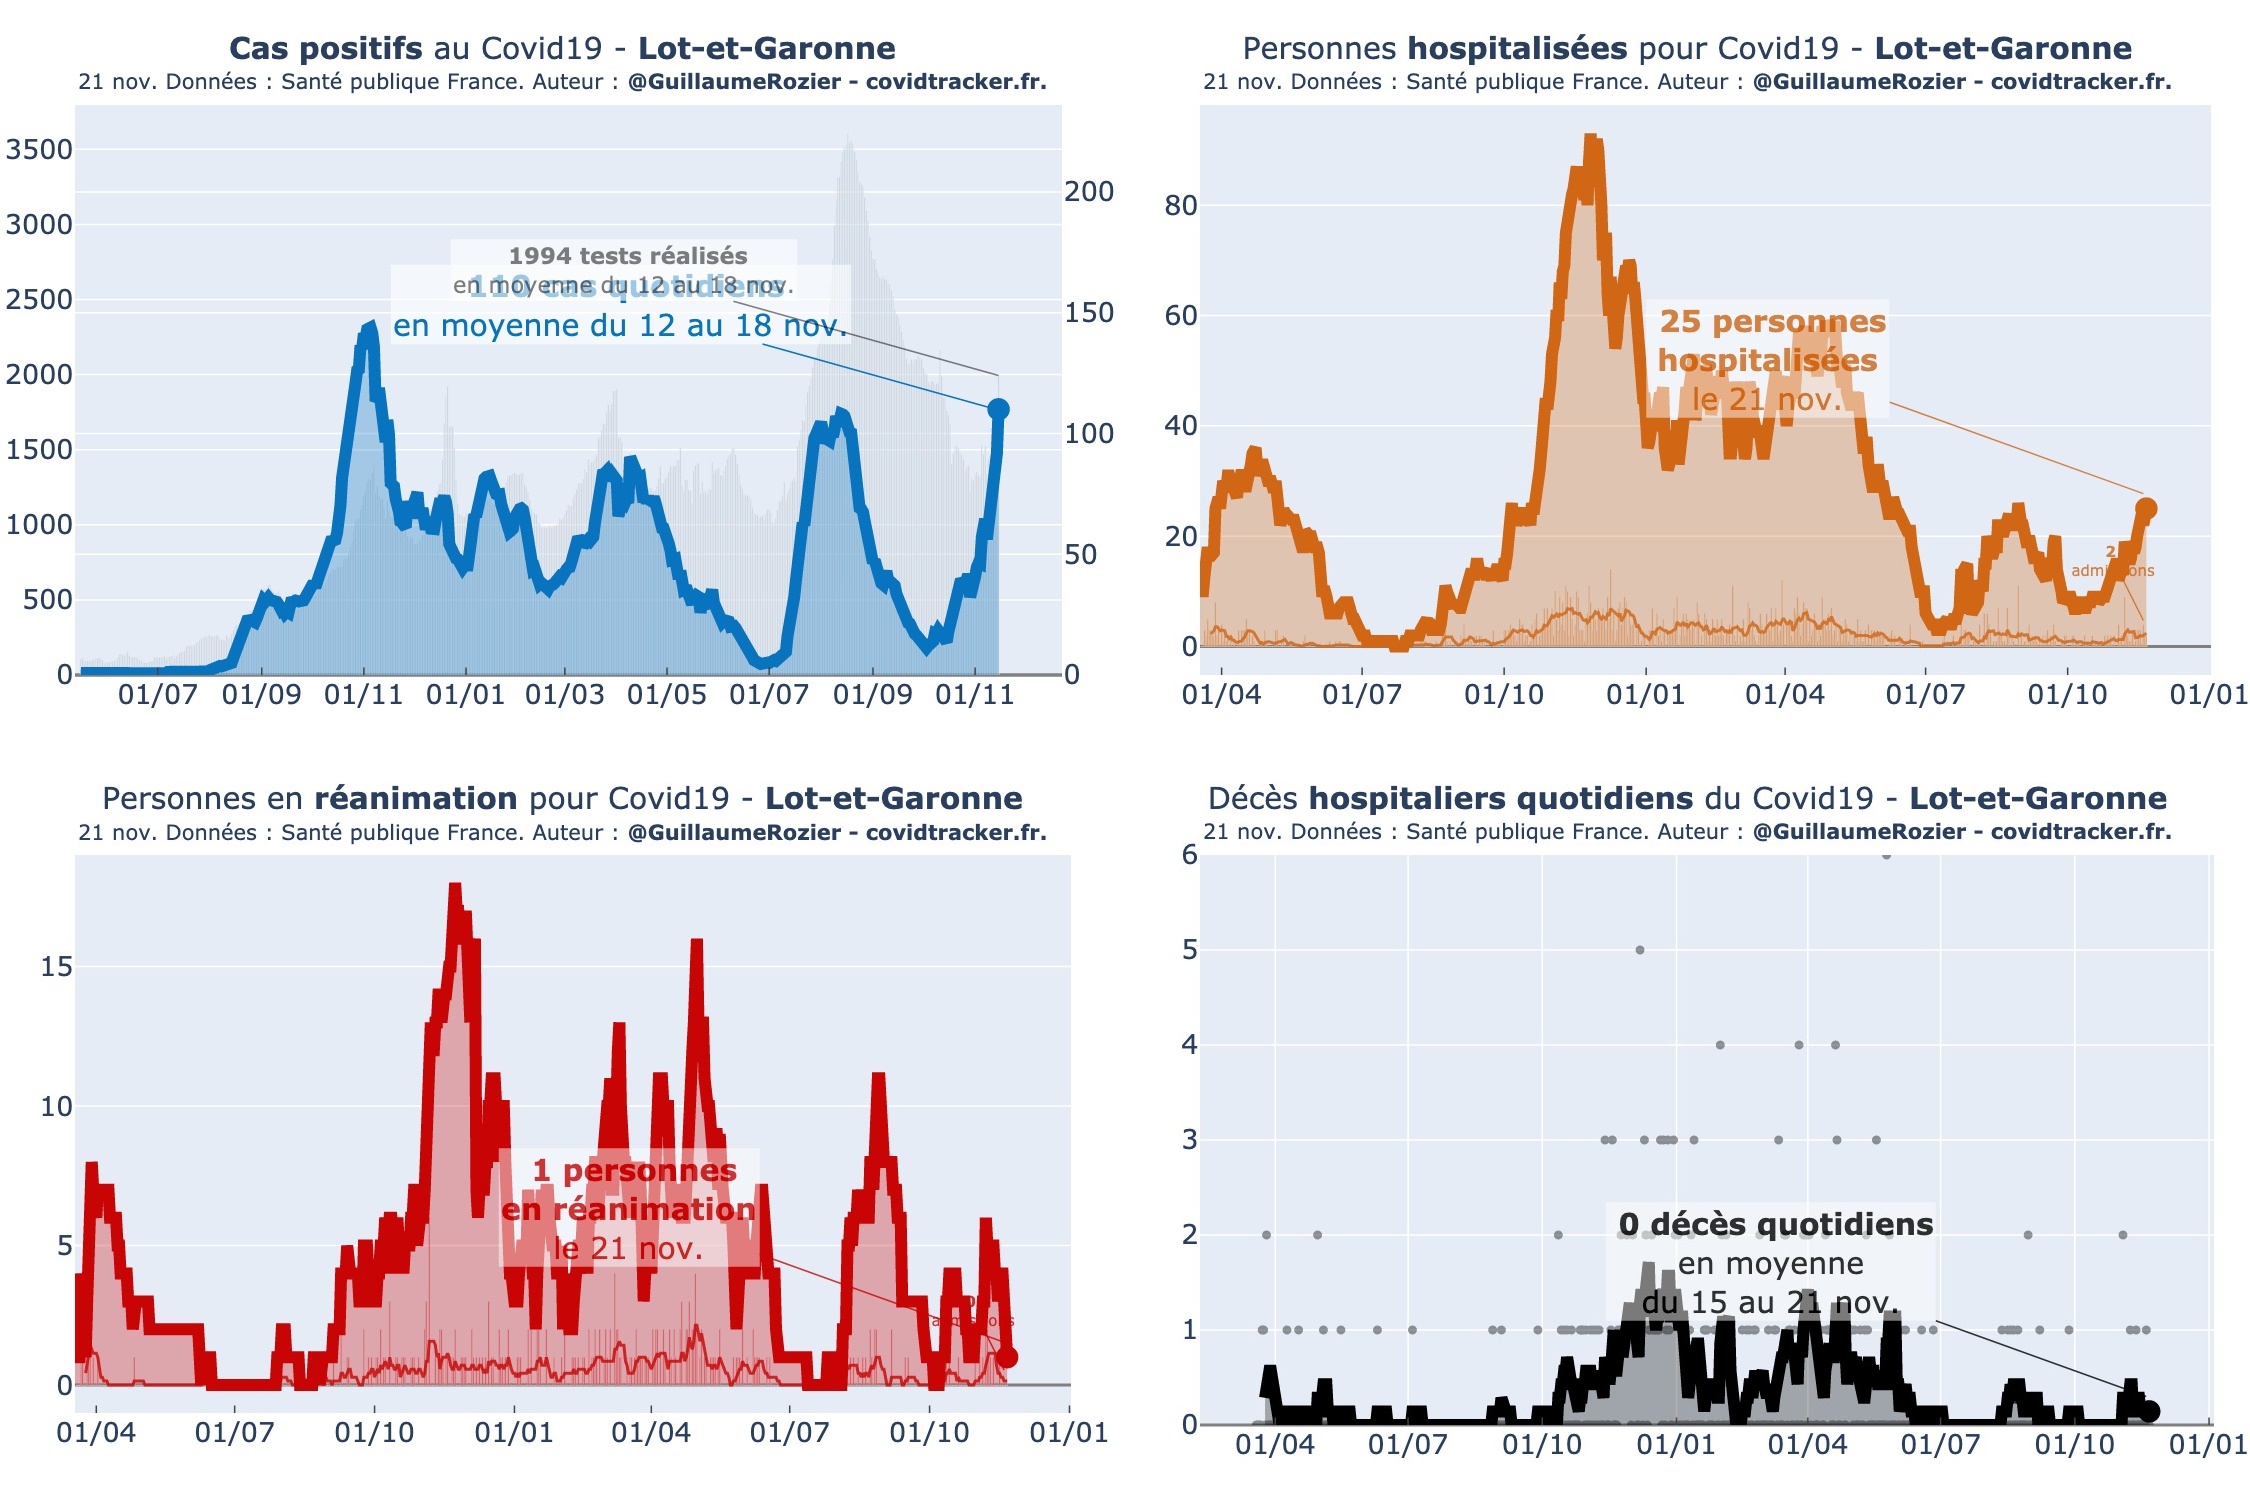 Cas positifs au Covid19 - Lot-et-Garonne
21 nov. Données : Santé publique France. Auteur : @GuillaumeRozier - covidtracker.fr.
3500
3000
2500
2000
1500
1000
500
0
200
150
100
50
0
1994 tests réalisés
en moyenne du 12 au 18 nov.
110 cas quotidiens
en moyenne du 12 au 18 nov.
01/07 01/09 01/11 01/01 01/03 01/05 01/07 01/09 01/11
Personnes hospitalisées pour Covid19 - Lot-et-Garonne
21 nov. Données : Santé publique France. Auteur : @GuillaumeRozier - covidtracker.fr.
80
60
40
20
0
25 personnes
hospitalisées
le 21 nov.
2
admissions
01/04 01/07 01/10 01/01 01/04 01/07 01/10 01/01
Personnes en réanimation pour Covid19 - Lot-et-Garonne
21 nov. Données : Santé publique France. Auteur : @GuillaumeRozier - covidtracker.fr.
15
10
5
0
1 personnes
en réanimation
le 21 nov.
admissions
01/04 01/07 01/10 01/01 01/04 01/07 01/10 01/01
Décès hospitaliers quotidiens du Covid19 - Lot-et-Garonne
21 nov. Données : Santé publique France. Auteur : @GuillaumeRozier - covidtracker.fr.
6
5
4
3
2
1
0
0 décès quotidiens
en moyenne
du 15 au 21 nov.
01/04 01/07 01/10 01/01 01/04 01/07 01/10 01/01